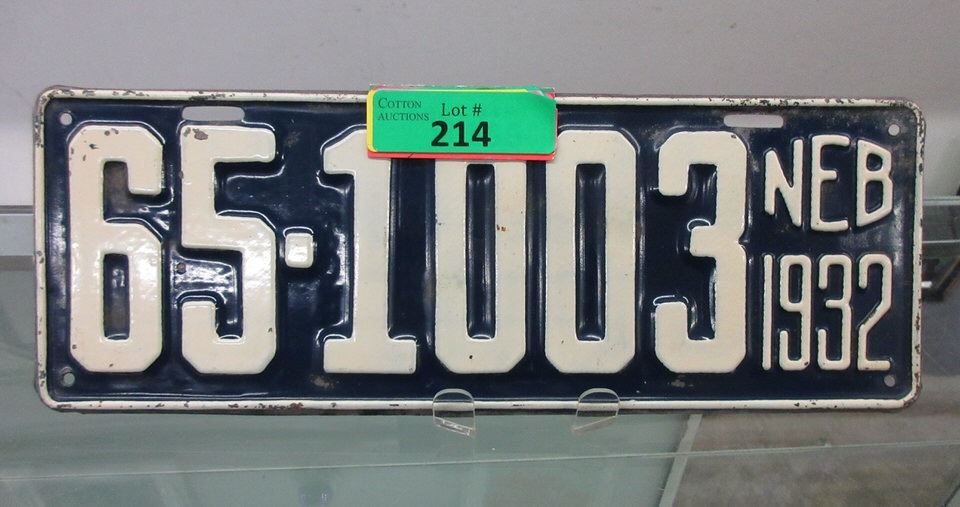 COTTON
AUCTIONS
Lot #
214
65·1003
NEB
1932